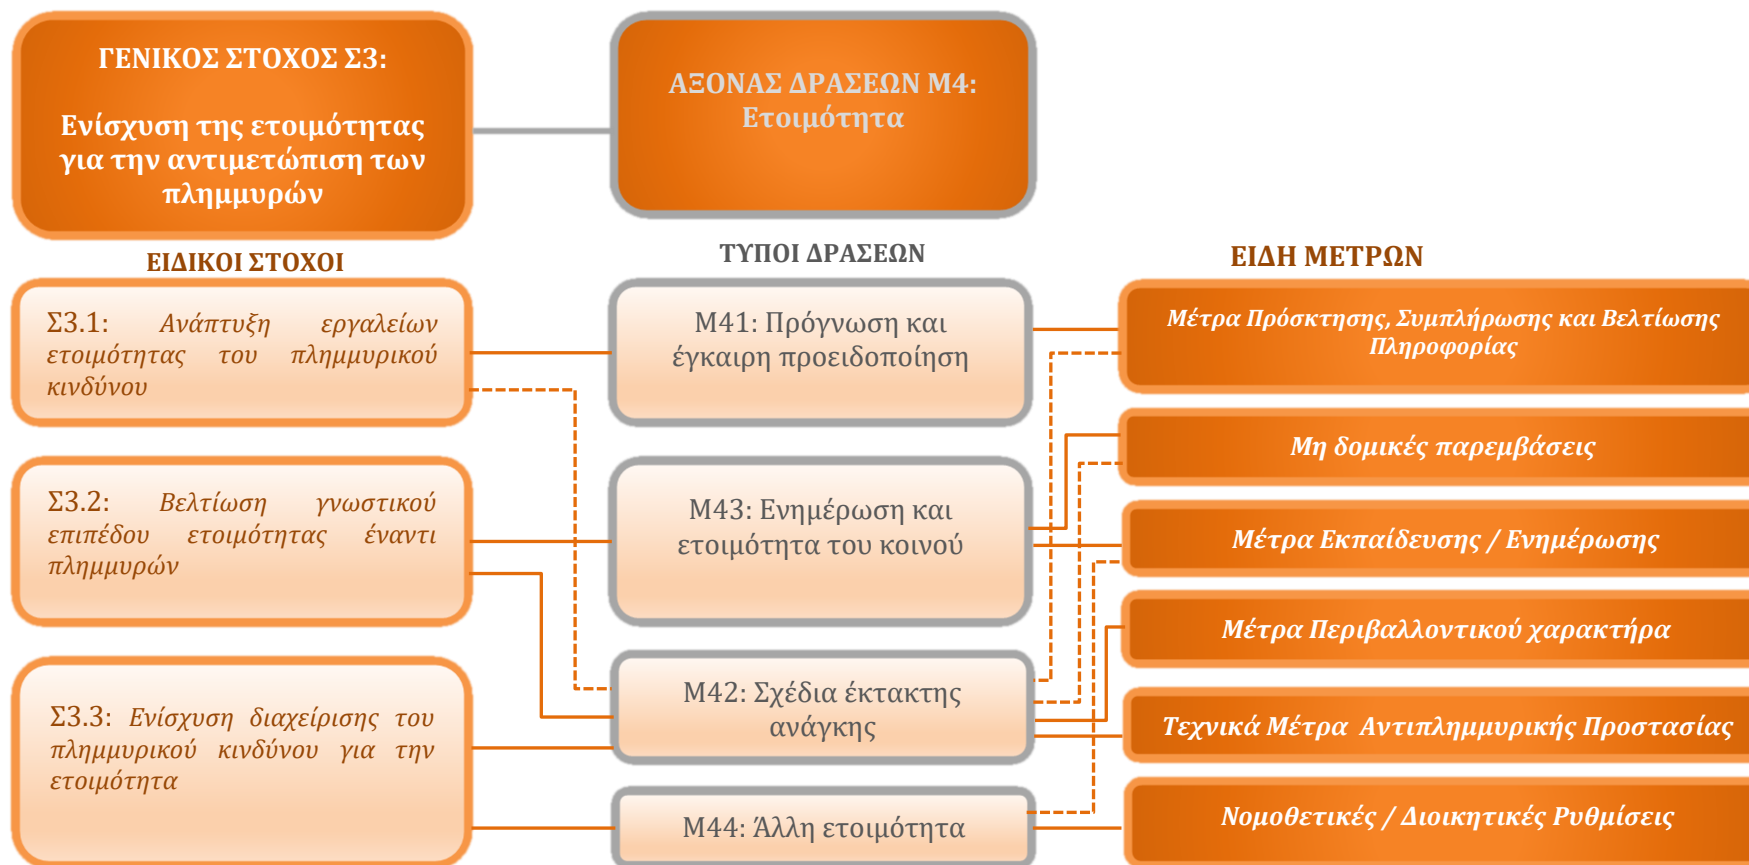 ΓΕΝΙΚΟΣ ΣΤΟΧΟΣ Σ3:
Ενίσχυση της ετοιμότητας
για την αντιμετώπιση των
πλημμυρών
ΑΞΟΝΑΣ ΔΡΑΣΕΩΝ Μ4:
Ετοιμότητα
ΕΙΔΙΚΟΙ ΣΤΟΧΟΙ
Σ3.1: Ανάπτυξη εργαλείων
ετοιμότητας του πλημμυρικού
κινδύνου
Σ3.2: Βελτίωση γνωστικού
επιπέδου ετοιμότητας έναντι
πλημμυρών
Σ3.3: Ενίσχυση διαχείρισης του
πλημμυρικού κινδύνου για την
ετοιμότητα
ΤΥΠΟΙ ΔΡΑΣΕΩΝ
Μ41: Πρόγνωση και
έγκαιρη προειδοποίηση
Μ43: Ενημέρωση και
ετοιμότητα του κοινού
Μ42: Σχέδια έκτακτης
ανάγκης
Μ44: Άλλη ετοιμότητα
ΕΙΔΗ ΜΕΤΡΩΝ
Μέτρα Πρόσκτησης, Συμπλήρωσης και Βελτίωσης
Πληροφορίας
Μη δομικές παρεμβάσεις
Μέτρα Εκπαίδευσης / Ενημέρωσης
Μέτρα Περιβαλλοντικού χαρακτήρα
Τεχνικά Μέτρα Αντιπλημμυρικής Προστασίας
Νομοθετικές / Διοικητικές Ρυθμίσεις